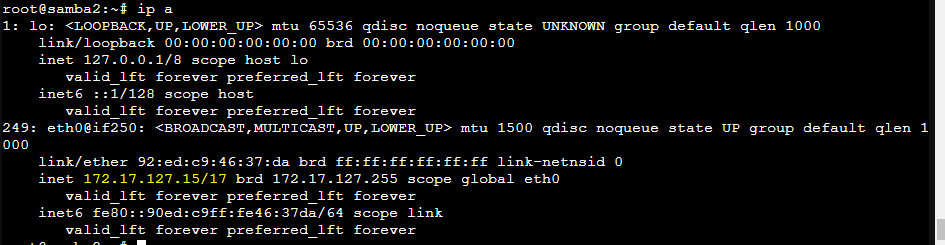 root@samba2:~# ip a
1: lo: <LOOPBACK,UP,LOWER_UP> mtu 65536 qdisc noqueue state UNKNOWN group default qlen 1000
    link/loopback 00:00:00:00:00:00 brd 00:00:00:00:00:00
    inet 127.0.0.1/8 scope host lo
       valid_lft forever preferred_lft forever
    inet6 ::1/128 scope host
       valid_lft forever preferred_lft forever
249: eth0@if250: <BROADCAST,MULTICAST,UP,LOWER_UP> mtu 1500 qdisc noqueue state UP group default qlen 1
000
    link/ether 92:ed:c9:46:37:da brd ff:ff:ff:ff:ff:ff link-netnsid 0
    inet 172.17.127.15/17 brd 172.17.127.255 scope global eth0
       valid_lft forever preferred_lft forever
    inet6 fe80::90ed:c9ff:fe46:37da/64 scope link
       valid_lft forever preferred_lft forever